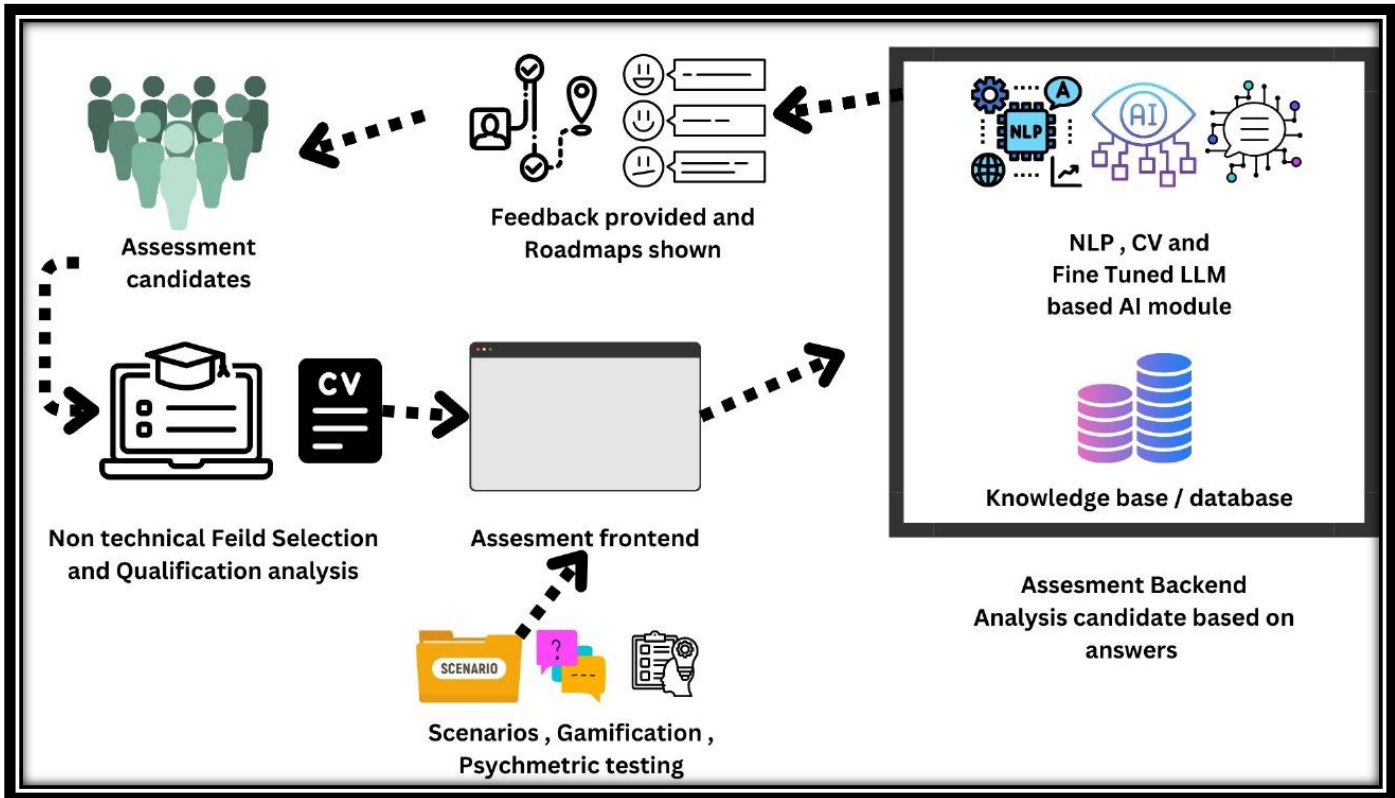 Assessment
candidates
Feedback provided and
Roadmaps shown
A
NLP
AI
NLP , CV and
Fine Tuned LLM
based AI module
Knowledge base / database
CV
Non technical Feild Selection
and Qualification analysis
Assesment frontend
Assesment Backend
Analysis candidate based on
answers
SCENARIO
?
Scenarios , Gamification ,
Psychmetric testing